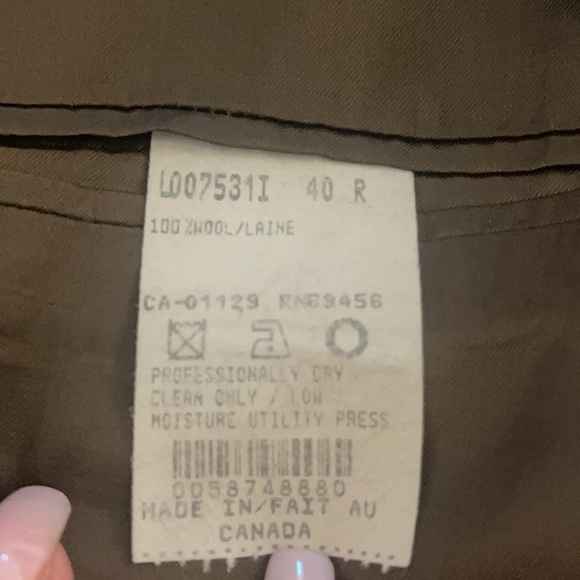 L007531I 40 R
100%WOOL/LAINE
CA-01129 RN69456
PROFESSIONALLY DRY
CLEAN ONLY / LOW
MOISTURE UTILITY PRESS
0058748880
MADE IN/FAIT AU
CANADA